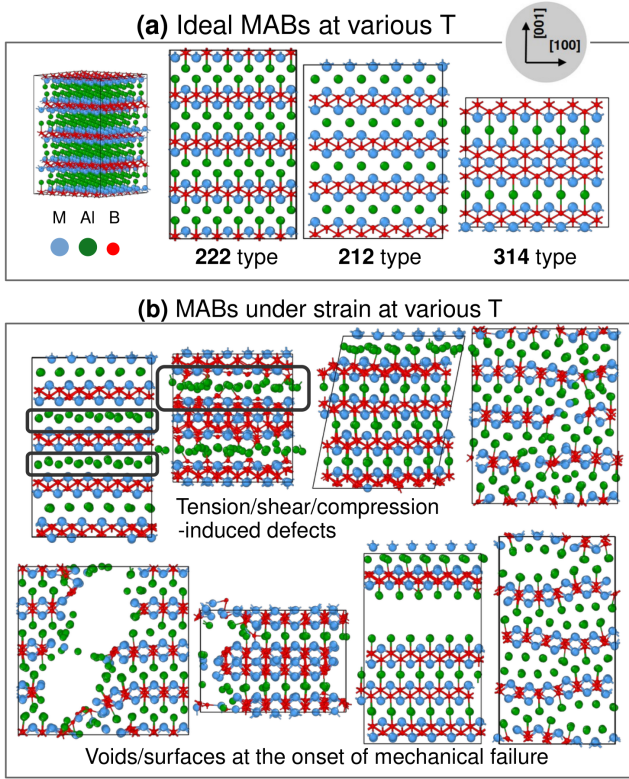 (a) Ideal MABs at various T
[001]
[100]
M Al B
222 type
212 type
314 type
(b) MABs under strain at various T
Tension/shear/compression
-induced defects
Voids/surfaces at the onset of mechanical failure